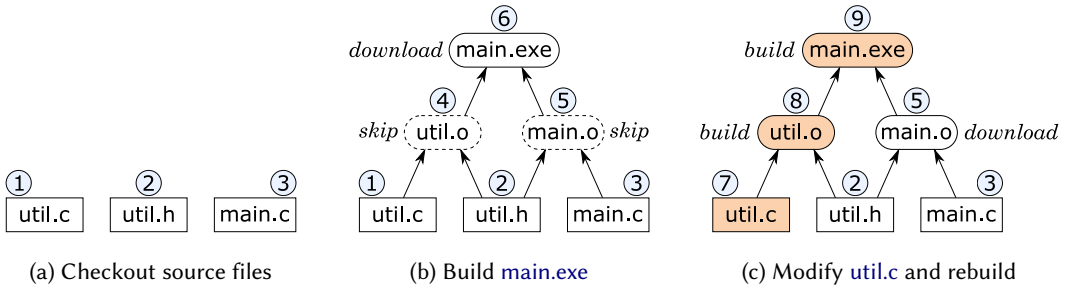 6
9
download main.exe
build main.exe
4 5
8 5
skip util.o main.o skip
build util.o main.o download
1 2 3
1 2 3
7 2 3
util.c util.h main.c
util.c util.h main.c
util.c util.h main.c
(a) Checkout source files
(b) Build main.exe
(c) Modify util.c and rebuild